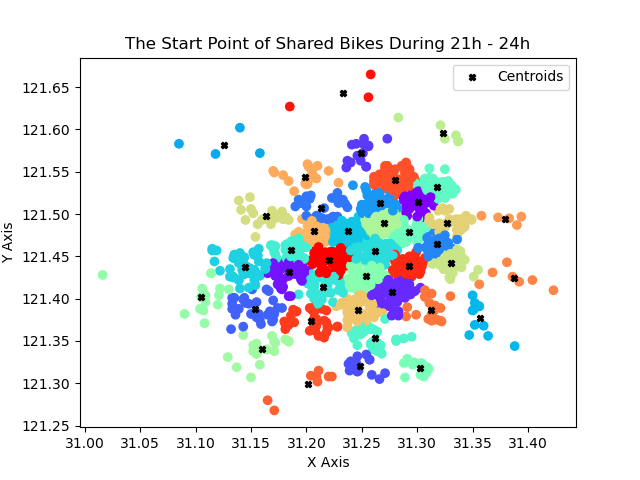 The Start Point of Shared Bikes During 21h - 24h
Centroids
121.65
121.60
121.55
121.50
121.45
121.40
121.35
121.30
121.25
Y Axis
31.00 31.05 31.10 31.15 31.20 31.25 31.30 31.35 31.40
X Axis